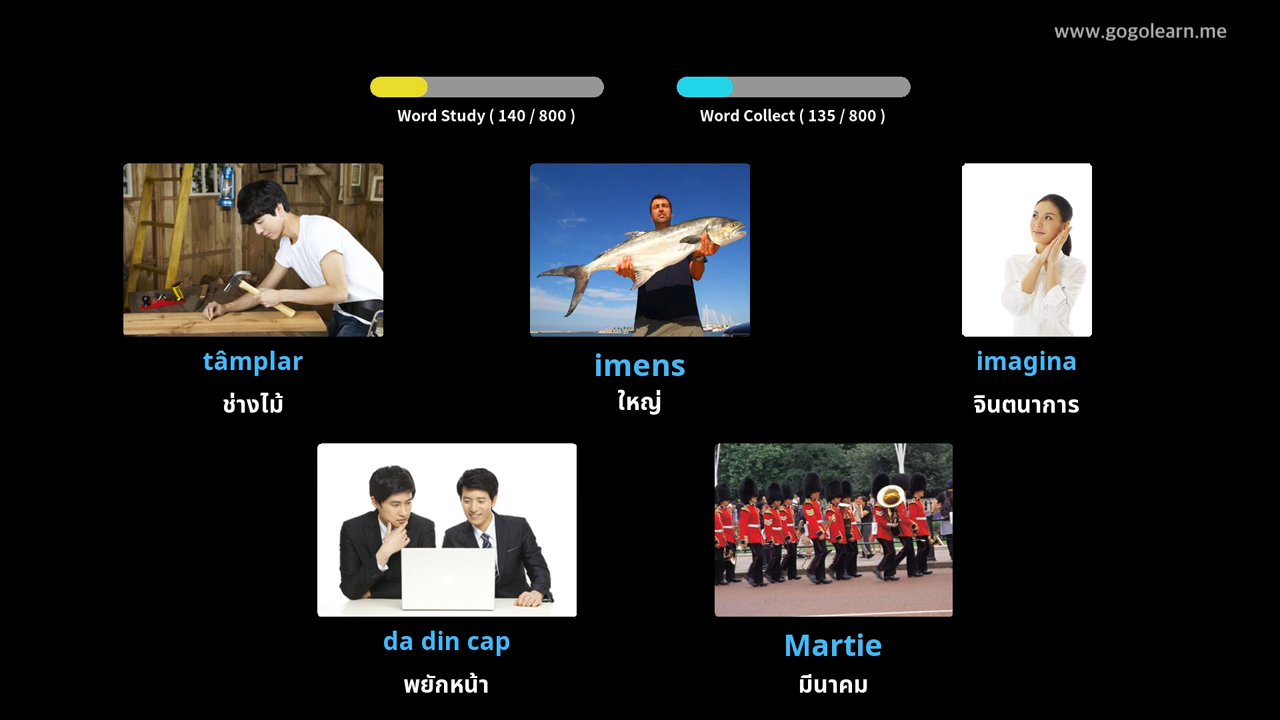 www.gogolearn.me
Word Study ( 140 / 800 )
Word Collect ( 135 / 800 )
tâmplar
ช่างไม้
imens
ใหญ่
imagina
จินตนาการ
da din cap
พยักหน้า
Martie
มีนาคม